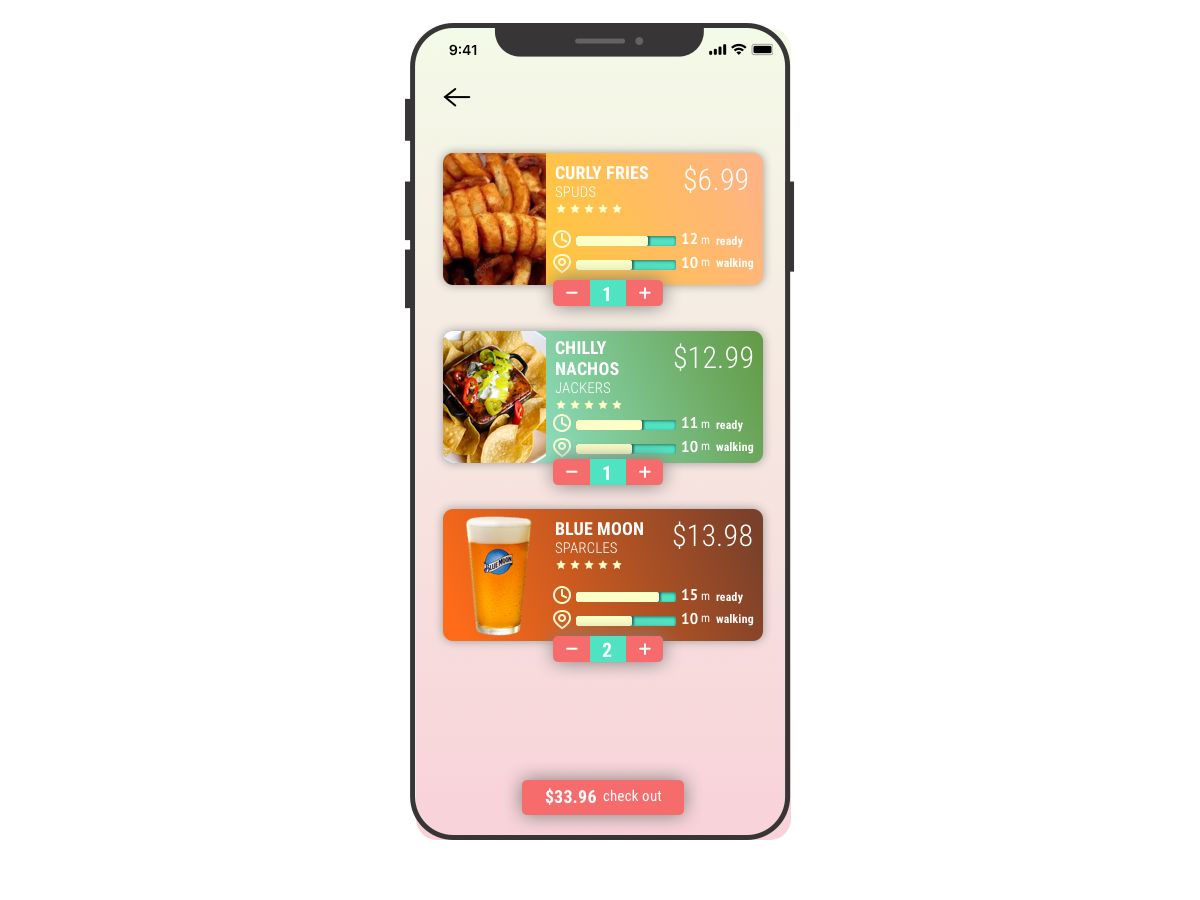 9:41
CURLY FRIES
$6.99
SPUDS
12 m ready
10 m walking
1
CHILLY
NACHOS
$12.99
JACKERS
11 m ready
10 m walking
1
BLUE MOON
$13.98
SPARCLES
BLUE MOON
15 m ready
10 m walking
2
$33.96 check out